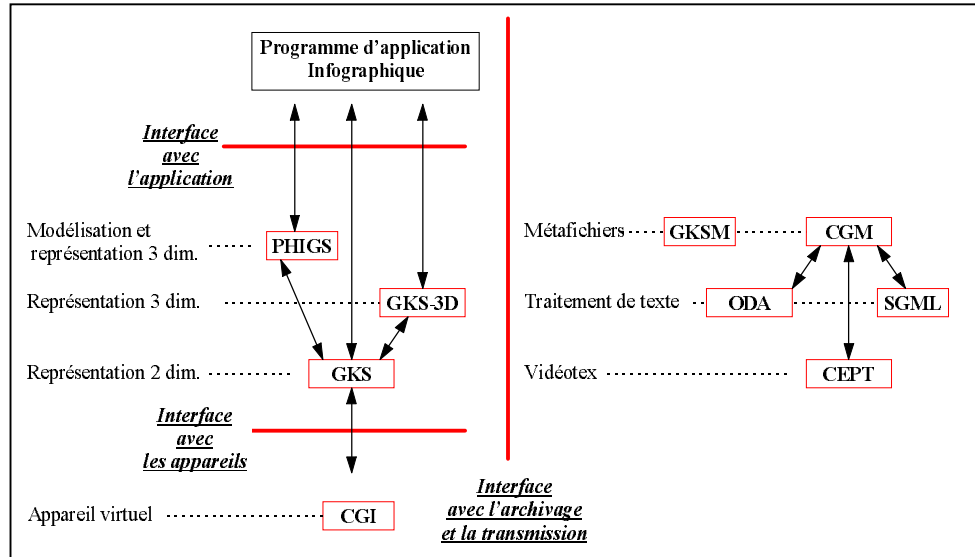 Programme d'application
Infographique
Interface
avec
l'application
Modélisation et
représentation 3 dim.
PHIGS
Représentation 3 dim.
GKS-3D
Représentation 2 dim.
GKS
Interface
avec
les appareils
Appareil virtuel
CGI
Interface
avec l'archivage
et la transmission
Métafichiers
GKSM
CGM
Traitement de texte
ODA
SGML
Vidéotex
CEPT